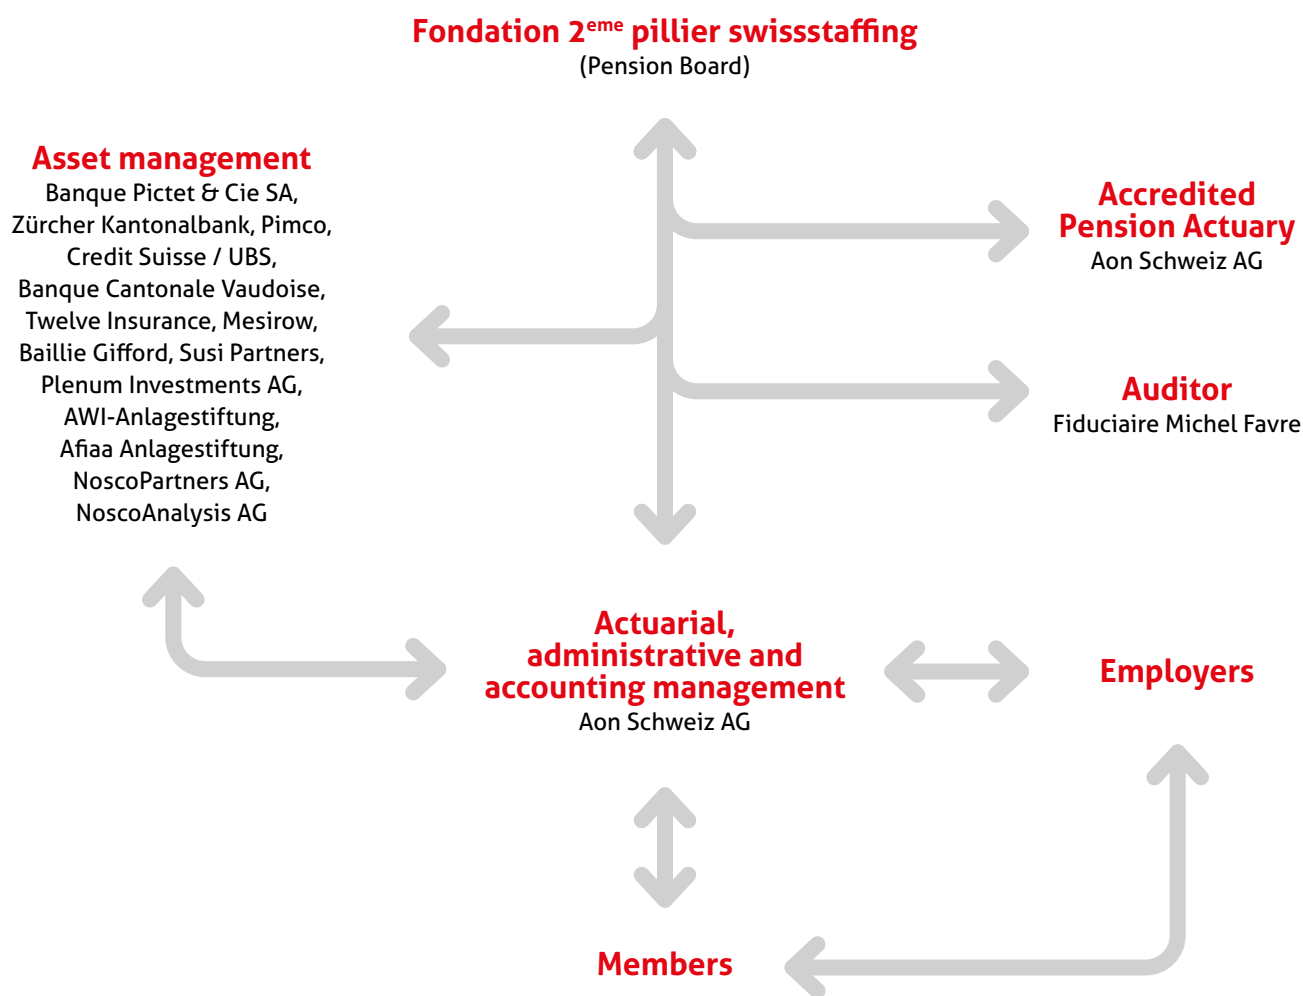 Fondation 2eme pillier swissstaffing
(Pension Board)
Asset management
Banque Pictet & Cie SA,
Zürcher Kantonalbank, Pimco,
Credit Suisse / UBS,
Banque Cantonale Vaudoise,
Twelve Insurance, Mesirow,
Baillie Gifford, Susi Partners,
Plenum Investments AG,
AWI-Anlagestiftung,
Afiaa Anlagestiftung,
NoscoPartners AG,
NoscoAnalysis AG
Accredited
Pension Actuary
Aon Schweiz AG
Auditor
Fiduciaire Michel Favre
Actuarial,
administrative and
accounting management
Aon Schweiz AG
Employers
Members